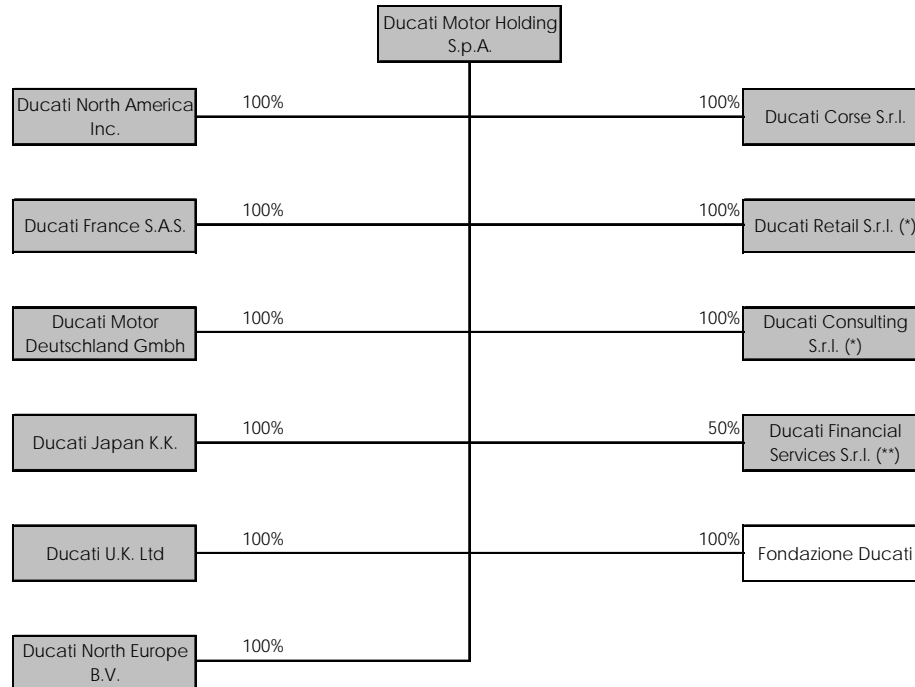 Ducati Motor Holding
S.p.A.
Ducati North America
Inc.
100%
100%
Ducati Corse S.r.l.
Ducati France S.A.S.
100%
100%
Ducati Retail S.r.l. (*)
Ducati Motor
Deutschland Gmbh
100%
100%
Ducati Consulting
S.r.l. (*)
Ducati Japan K.K.
100%
50%
Ducati Financial
Services S.r.l. (**)
Ducati U.K. Ltd
100%
100%
Fondazione Ducati
Ducati North Europe
B.V.
100%